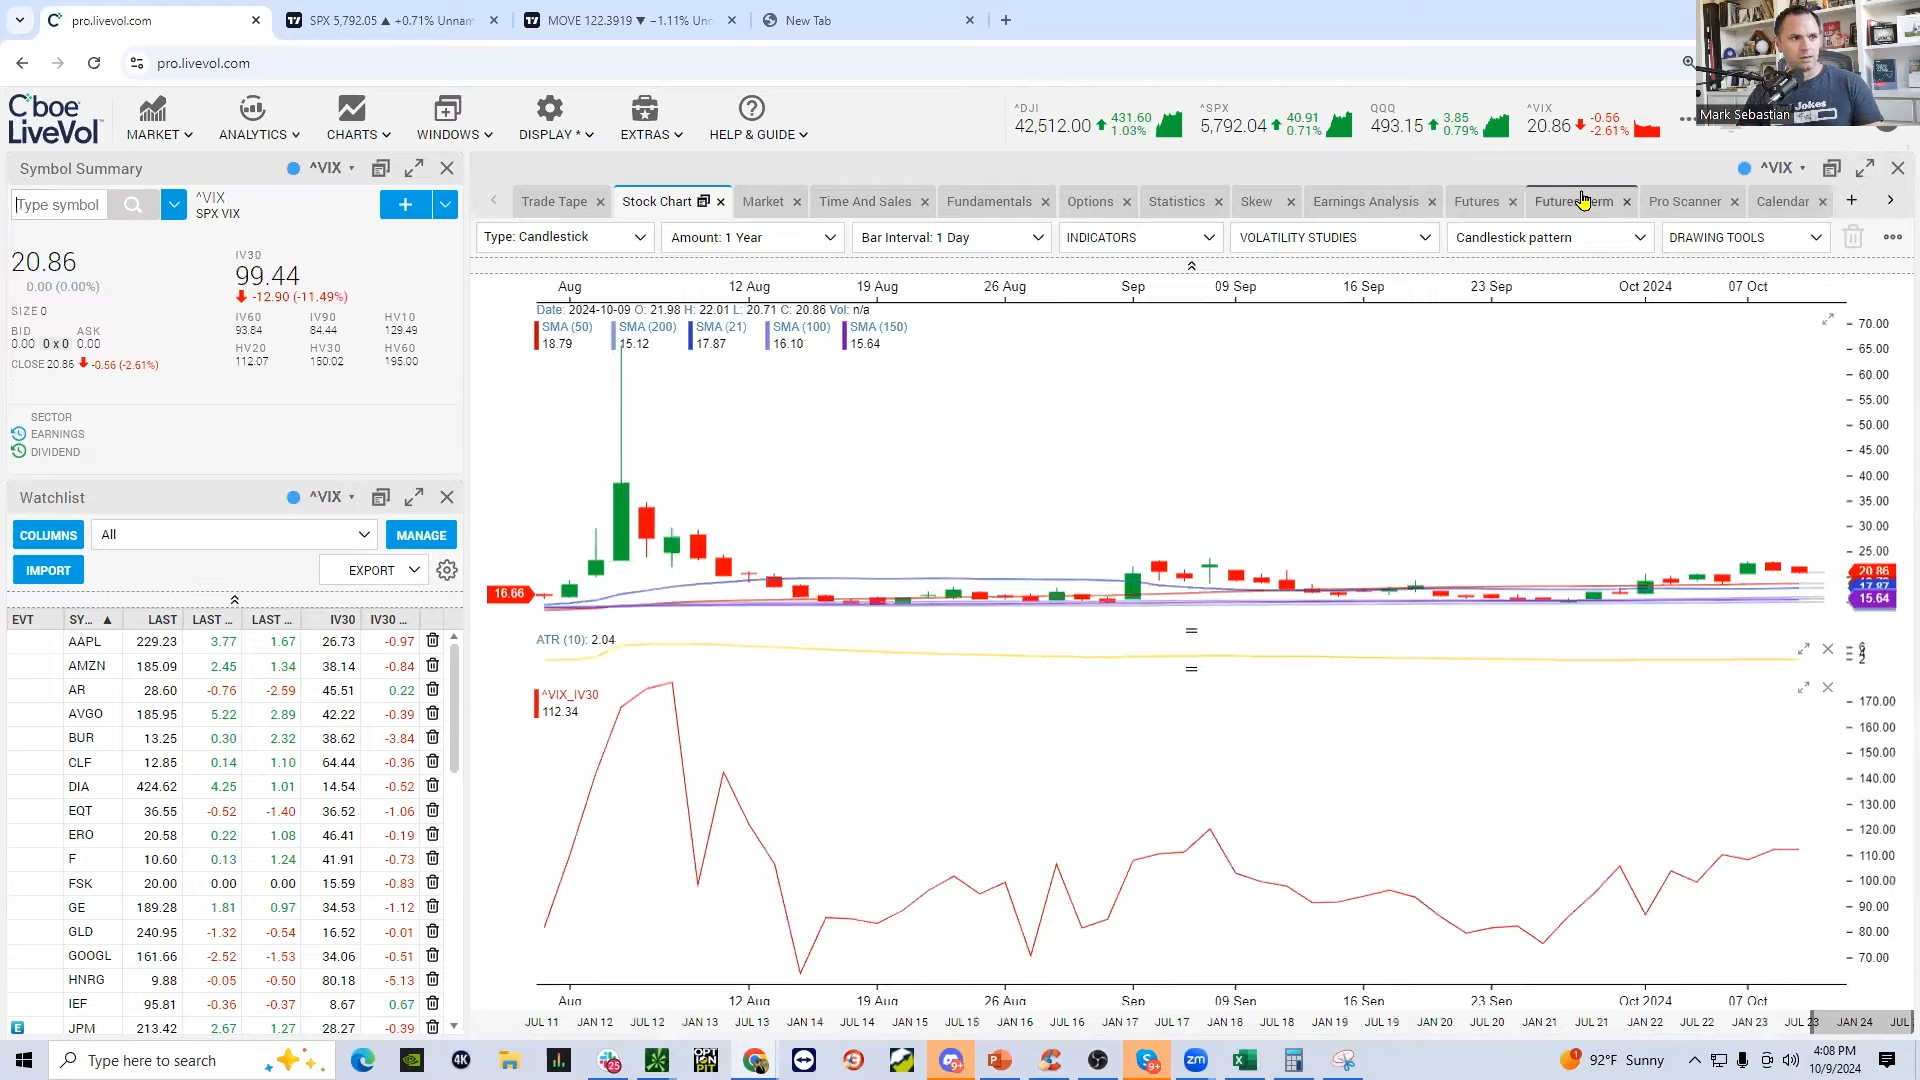 pro.livevol.com
SPX 5,792.05 ▲ +0.71% Unnam
MOVE 122.3919 ▼ −1.11% Unn
New Tab
pro.livevol.com
Cboe LiveVol
MARKET
ANALYTICS
CHARTS
WINDOWS
DISPLAY *
EXTRAS
HELP & GUIDE
^DJI
42,512.00 431.60 1.03%
^SPX
5,792.04 40.91 0.71%
QQQ
493.15 3.85 0.79%
^VIX
20.86 -0.56 -2.61%
Jokes
Mark Sebastian
Symbol Summary
^VIX
Type symbol
^VIX
SPX VIX
20.86
0.00 (0.00%)
IV30
99.44
-12.90 (-11.49%)
SIZE 0
BID ASK
0.00 0 x 0 0.00
CLOSE 20.86 -0.56 (-2.61%)
IV60 IV90 HV10
93.84 84.44 129.49
HV20 HV30 HV60
112.07 150.02 195.00
SECTOR
EARNINGS
DIVIDEND
Watchlist
^VIX
COLUMNS
All
MANAGE
IMPORT
EXPORT
EVT SY... ▲ LAST LAST ... LAST ... IV30 IV30 ...
AAPL 229.23 3.77 1.67 26.73 -0.97
AMZN 185.09 2.45 1.34 38.14 -0.84
AR 28.60 -0.76 -2.59 45.51 0.22
AVGO 185.95 5.22 2.89 42.22 -0.39
BUR 13.25 0.30 2.32 38.62 -3.84
CLF 12.85 0.14 1.10 64.44 -0.36
DIA 424.62 4.25 1.01 14.54 -0.52
EQT 36.55 -0.52 -1.40 36.52 -1.06
ERO 20.58 0.22 1.08 46.41 -0.19
F 10.60 0.13 1.24 41.91 -0.73
FSK 20.00 0.00 0.00 15.59 -0.83
GE 189.28 1.81 0.97 34.53 -1.12
GLD 240.95 -1.32 -0.54 16.52 -0.01
GOOGL 161.66 -2.52 -1.53 34.06 -0.51
HNRG 9.88 -0.05 -0.50 80.18 -5.13
IEF 95.81 -0.36 -0.37 8.67 0.67
E JPM 213.42 2.67 1.27 28.27 -0.39
^VIX
Trade Tape
Stock Chart
Market
Time And Sales
Fundamentals
Options
Statistics
Skew
Earnings Analysis
Futures
Pro Scanner
Calendar
Type: Candlestick
Amount: 1 Year
Bar Interval: 1 Day
INDICATORS
VOLATILITY STUDIES
Candlestick pattern
DRAWING TOOLS
Aug 12 Aug 19 Aug 26 Aug Sep 09 Sep 16 Sep 23 Sep Oct 2024 07 Oct
Date: 2024-10-09 O: 21.98 H: 22.01 L: 20.71 C: 20.86 Vol: n/a
SMA (50) SMA (200) SMA (21) SMA (100) SMA (150)
18.79 15.12 17.87 16.10 15.64
70.00
65.00
60.00
55.00
50.00
45.00
40.00
35.00
30.00
25.00
20.86
17.87
15.64
16.66
ATR (10): 2.04
6
4
2
^VIX_IV30
112.34
170.00
160.00
150.00
140.00
130.00
120.00
110.00
100.00
90.00
80.00
70.00
Aug 12 Aug 19 Aug 26 Aug Sep 09 Sep 16 Sep 23 Sep Oct 2024 07 Oct
JUL 11 JAN 12 JUL 12 JAN 13 JUL 13 JAN 14 JUL 14 JAN 15 JUL 15 JAN 16 JUL 16 JAN 17 JUL 17 JAN 18 JUL 18 JAN 19 JUL 19 JAN 20 JUL 20 JAN 21 JUL 21 JAN 22 JUL 22 JAN 23 JUL 23 JAN 24 JUL
Type here to search
4K
25
OPT ION PIT
9+
9+
zm
1
92°F Sunny
4:08 PM
10/9/2024